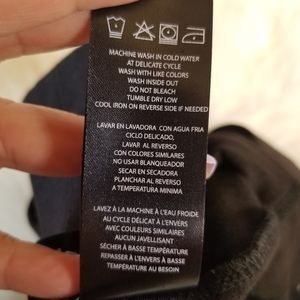 MACHINE WASH IN COLD WATER
AT DELICATE CYCLE
WASH WITH LIKE COLORS
WASH INSIDE OUT
DO NOT BLEACH
TUMBLE DRY LOW
COOL IRON ON REVERSE SIDE IF NEEDED
LAVAR EN LAVADORA CON AGUA FRIA
CICLO DELICADO,
LAVAR AL REVERSO
CON COLORES SIMILARES
NO USAR BLANQUEADOR
SECAR EN SECADORA
PLANCHAR AL REVERSO
A TEMPERATURA MINIMA
LAVEZ À LA MACHINE À L'EAU FROIDE
AU CYCLE DÉLICAT À L'ENVERS
AVEC COULEURS SIMILAIRES
AUCUN JAVELLISANT
SÉCHER À BASSE TEMPÉRATURE
REPASSER À L'ENVERS À BASSE
TEMPÉRATURE AU BESOIN